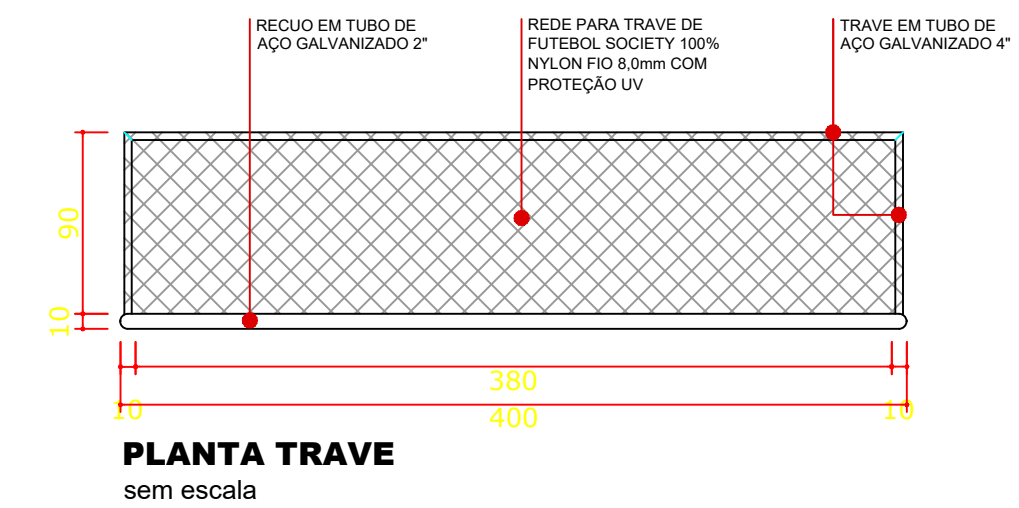 RECUO EM TUBO DE
AÇO GALVANIZADO 2"
REDE PARA TRAVE DE
FUTEBOL SOCIETY 100%
NYLON FIO 8,0mm COM
PROTEÇÃO UV
TRAVE EM TUBO DE
AÇO GALVANIZADO 4"
90
10
380
10
10
400
PLANTA TRAVE
sem escala